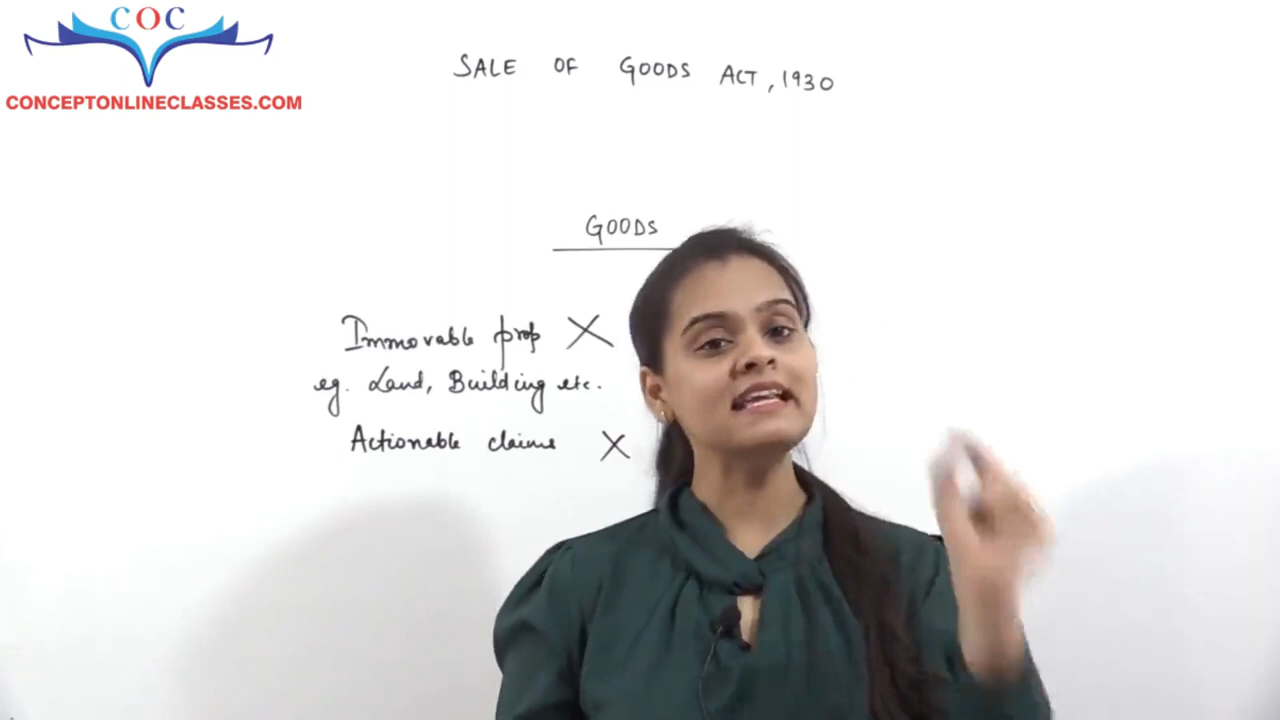 COC
CONCEPTONLINECLASSES.COM
SALE OF GOODS ACT, 1930
GOODS
Immovable prop X
eg. Land, Building etc.
Actionable claims X